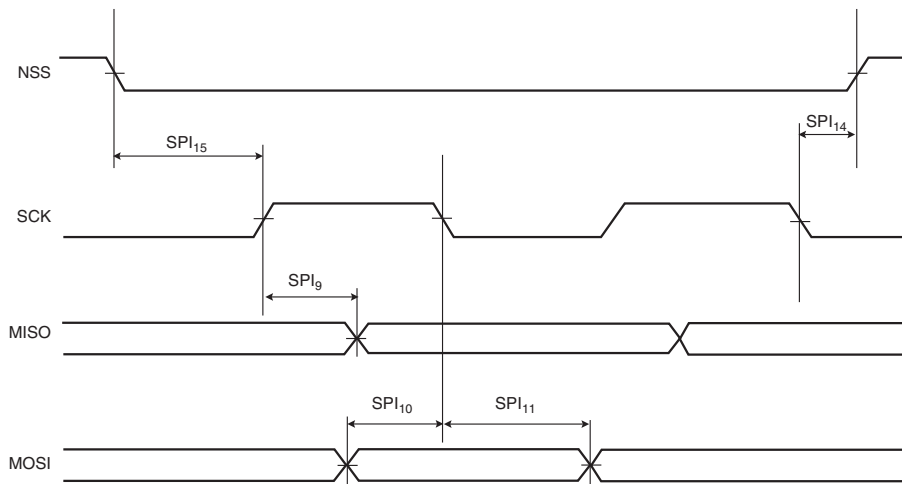 NSS
SPI₁₄
SPI₁₅
SCK
SPI₉
MISO
SPI₁₀ SPI₁₁
MOSI